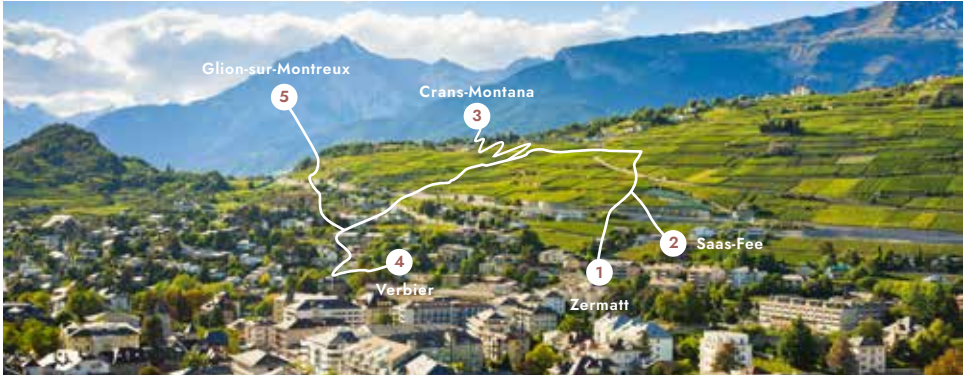 Glion-sur-Montreux
5
Crans-Montana
3
4
Verbier
2
Saas-Fee
1
Zermatt